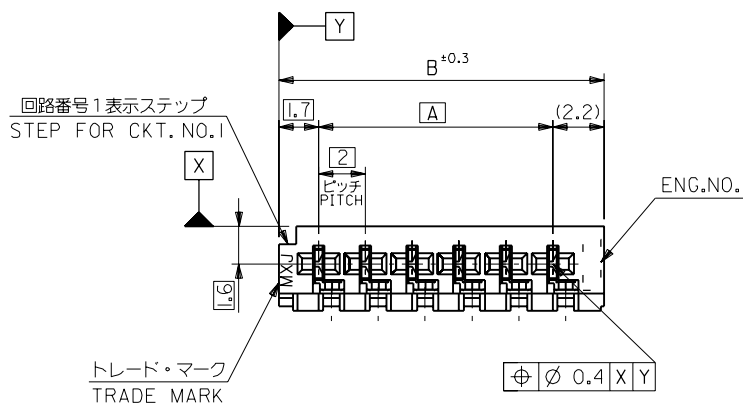 Y
B ±0.3
回路番号1表示ステップ
STEP FOR CKT.NO.1
1.7
A
(2.2)
X
2
ピッチ
PITCH
ENG.NO.
MXJ
1.6
トレード・マーク
TRADE MARK
⌖ Ø 0.4 X Y